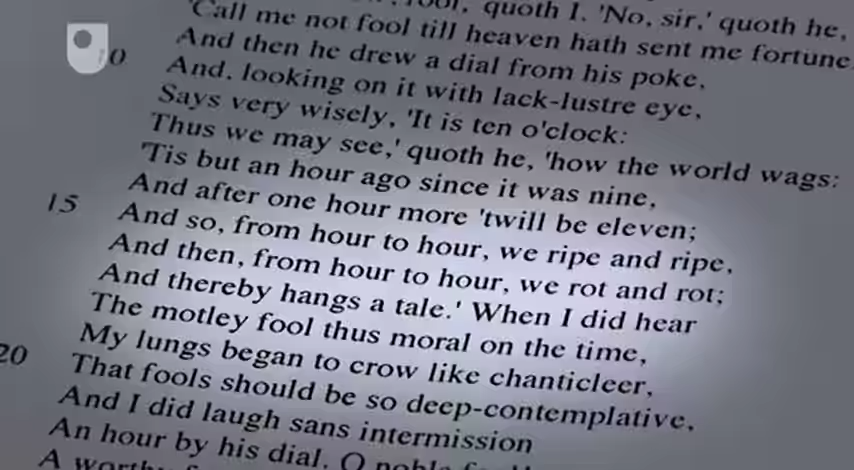 quoth I. 'No, sir,' quoth he,
'Call me not fool till heaven hath sent me fortune
10 And then he drew a dial from his poke,
And, looking on it with lack-lustre eye,
Says very wisely, 'It is ten o'clock:
Thus we may see,' quoth he, 'how the world wags:
'Tis but an hour ago since it was nine,
And after one hour more 'twill be eleven;
15 And so, from hour to hour, we ripe and ripe,
And then, from hour to hour, we rot and rot;
And thereby hangs a tale.' When I did hear
The motley fool thus moral on the time,
My lungs began to crow like chanticleer,
20 That fools should be so deep-contemplative,
And I did laugh sans intermission
An hour by his dial. O
A